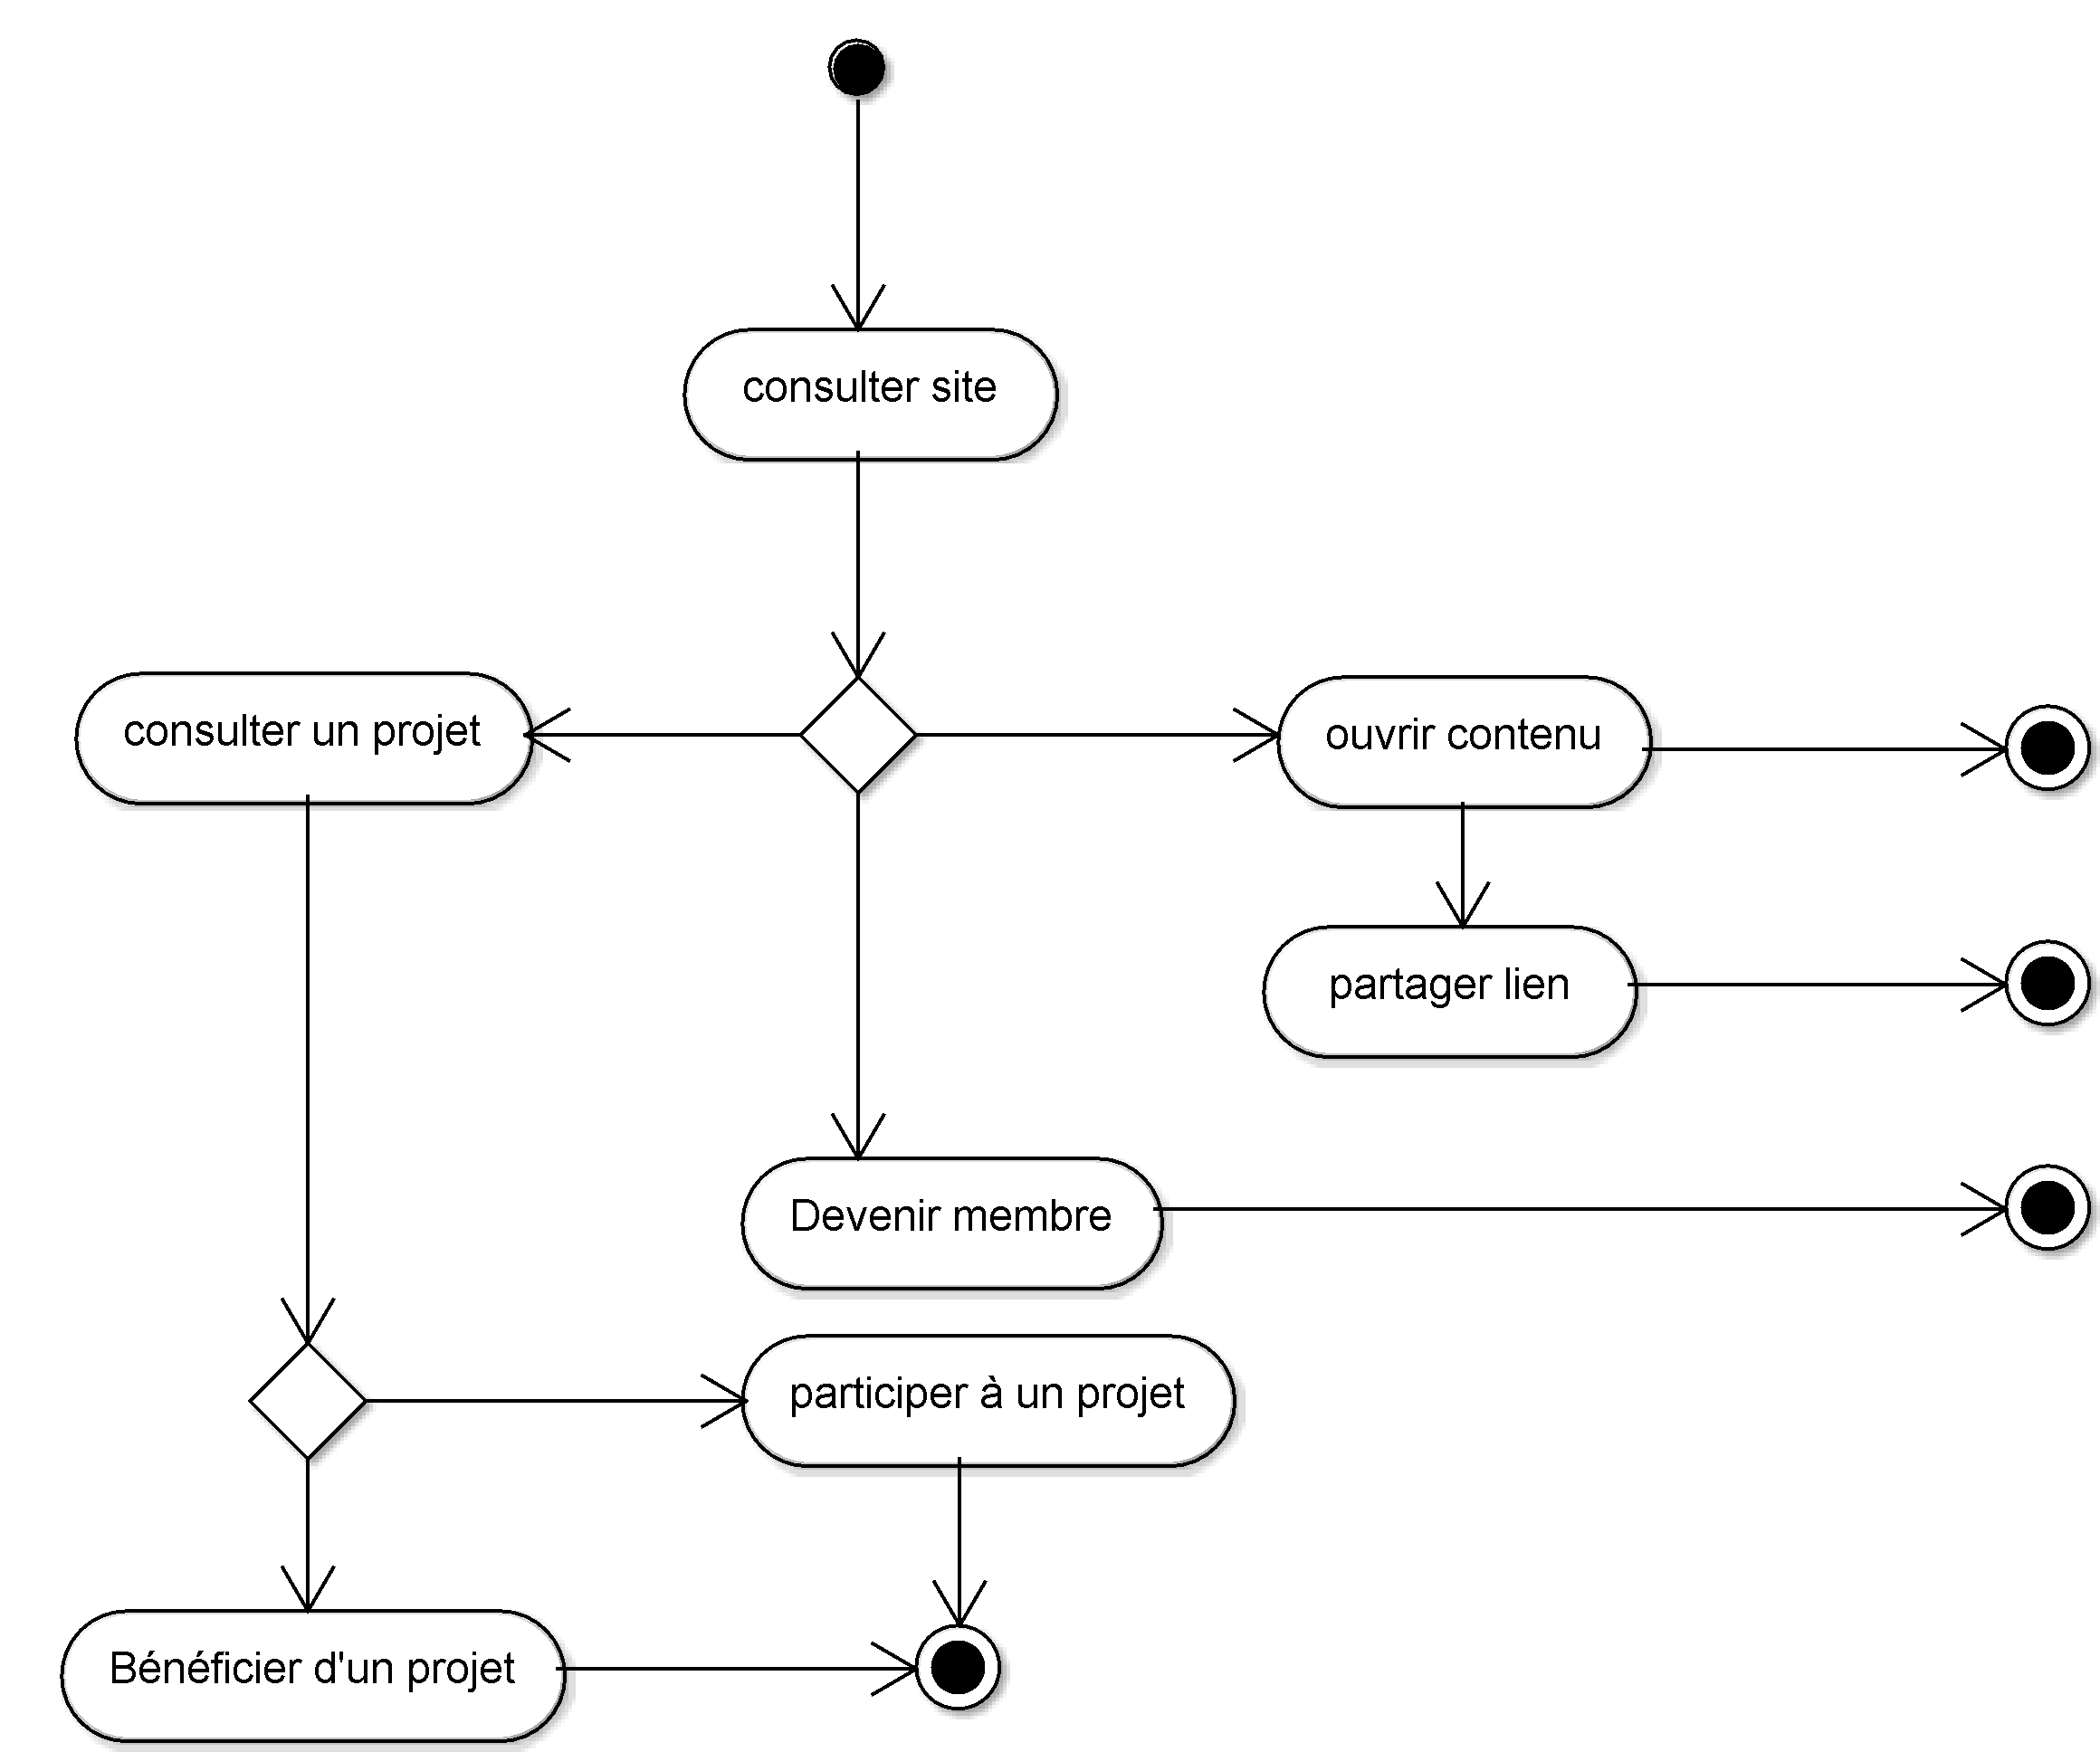 consulter site
consulter un projet
ouvrir contenu
partager lien
Devenir membre
participer à un projet
Bénéficier d'un projet